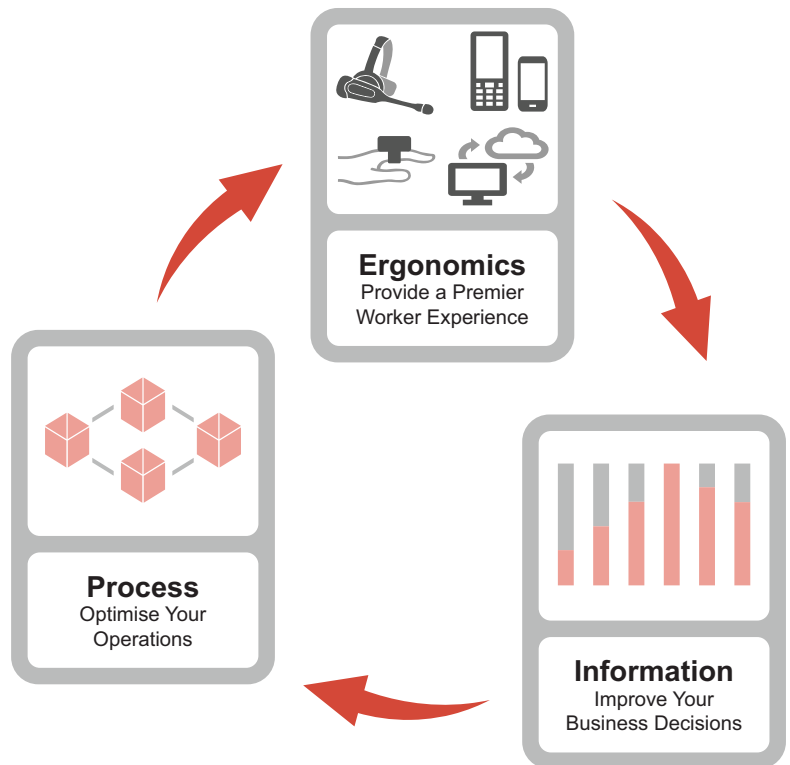 Ergonomics
Provide a Premier
Worker Experience
Process
Optimise Your
Operations
Information
Improve Your
Business Decisions